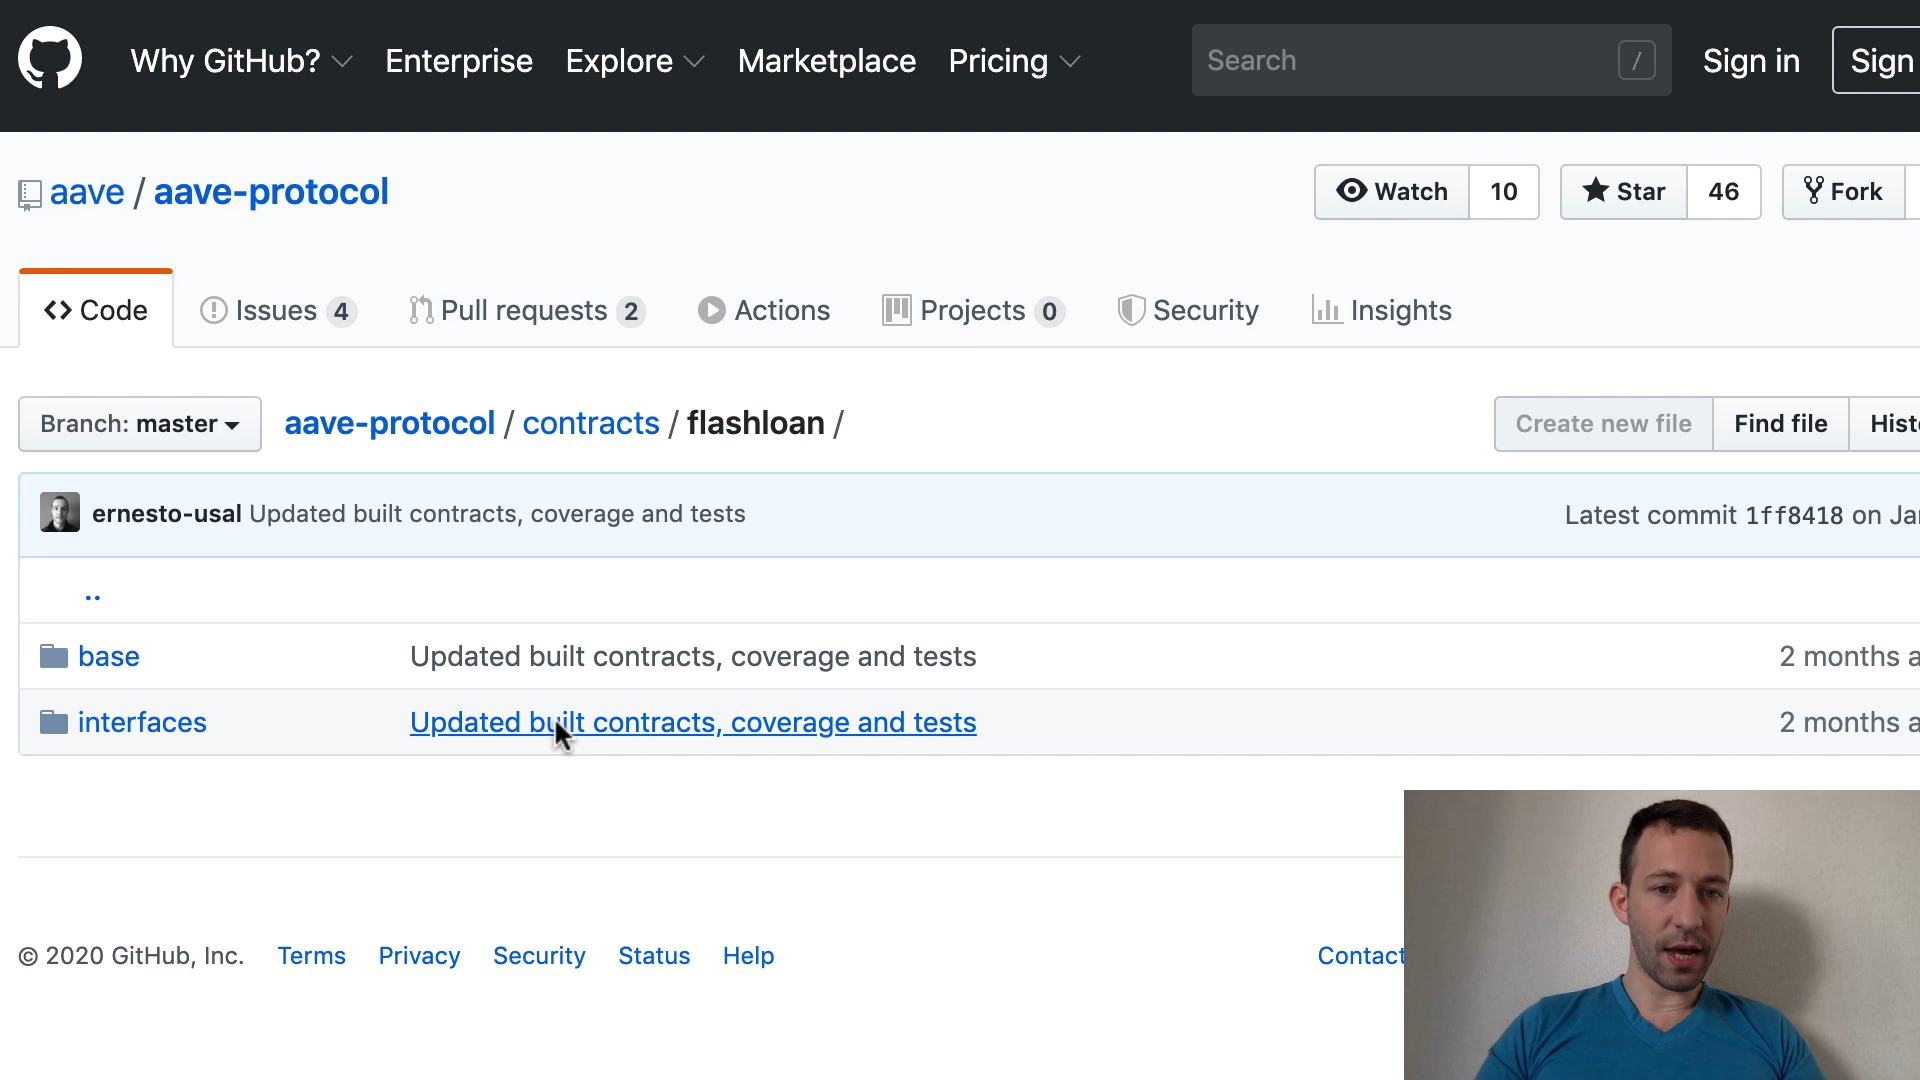 Why GitHub? Enterprise Explore Marketplace Pricing Search / Sign in Sign
aave / aave-protocol Watch 10 Star 46 Fork
Code Issues 4 Pull requests 2 Actions Projects 0 Security Insights
Branch: master aave-protocol / contracts / flashloan / Create new file Find file Histo
ernesto-usal Updated built contracts, coverage and tests Latest commit 1ff8418 on Jan
..
base Updated built contracts, coverage and tests 2 months a
interfaces Updated built contracts, coverage and tests 2 months a
© 2020 GitHub, Inc. Terms Privacy Security Status Help Contact